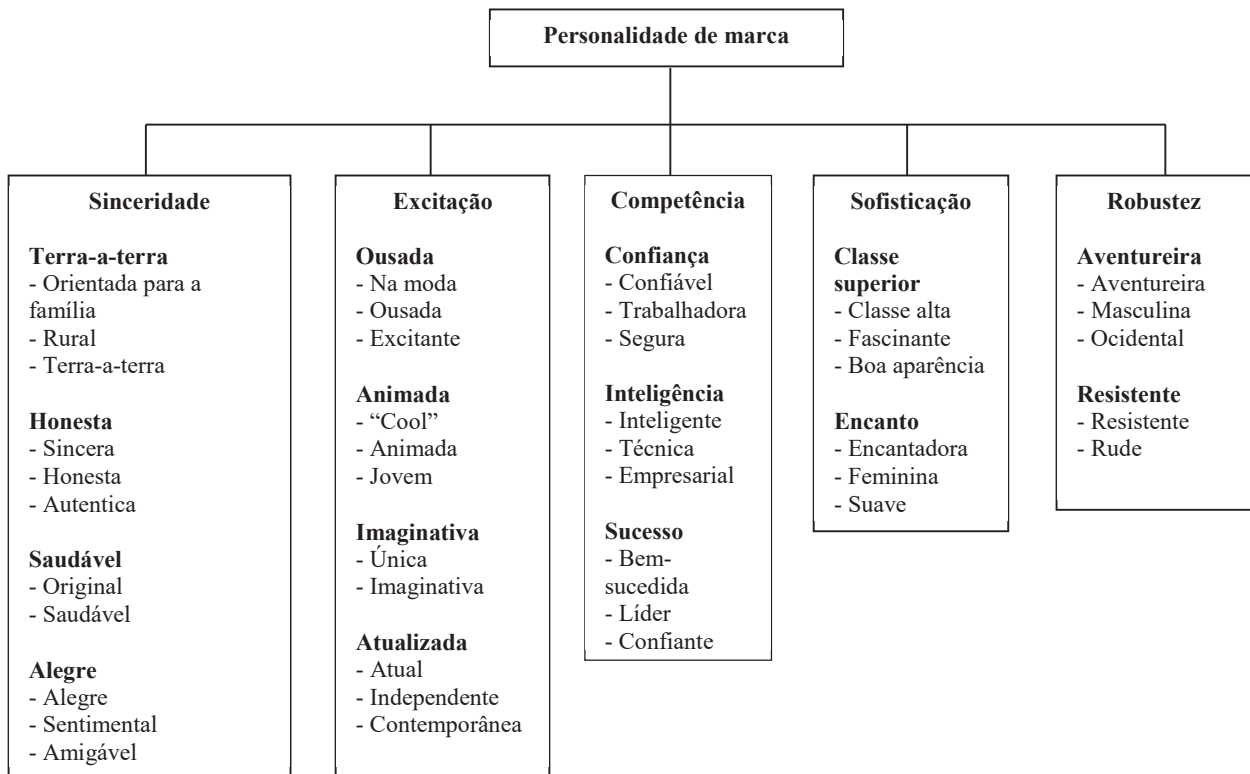 Personalidade de marca
Sinceridade
Terra-a-terra
- Orientada para a
família
- Rural
- Terra-a-terra
Honesta
- Sincera
- Honesta
- Autentica
Saudável
- Original
- Saudável
Alegre
- Alegre
- Sentimental
- Amigável
Excitação
Ousada
- Na moda
- Ousada
- Excitante
Animada
- “Cool”
- Animada
- Jovem
Imaginativa
- Única
- Imaginativa
Atualizada
- Atual
- Independente
- Contemporânea
Competência
Confiança
- Confiável
- Trabalhadora
- Segura
Inteligência
- Inteligente
- Técnica
- Empresarial
Sucesso
- Bem-
sucedida
- Líder
- Confiante
Sofisticação
Classe
superior
- Classe alta
- Fascinante
- Boa aparência
Encanto
- Encantadora
- Feminina
- Suave
Robustez
Aventureira
- Aventureira
- Masculina
- Ocidental
Resistente
- Resistente
- Rude